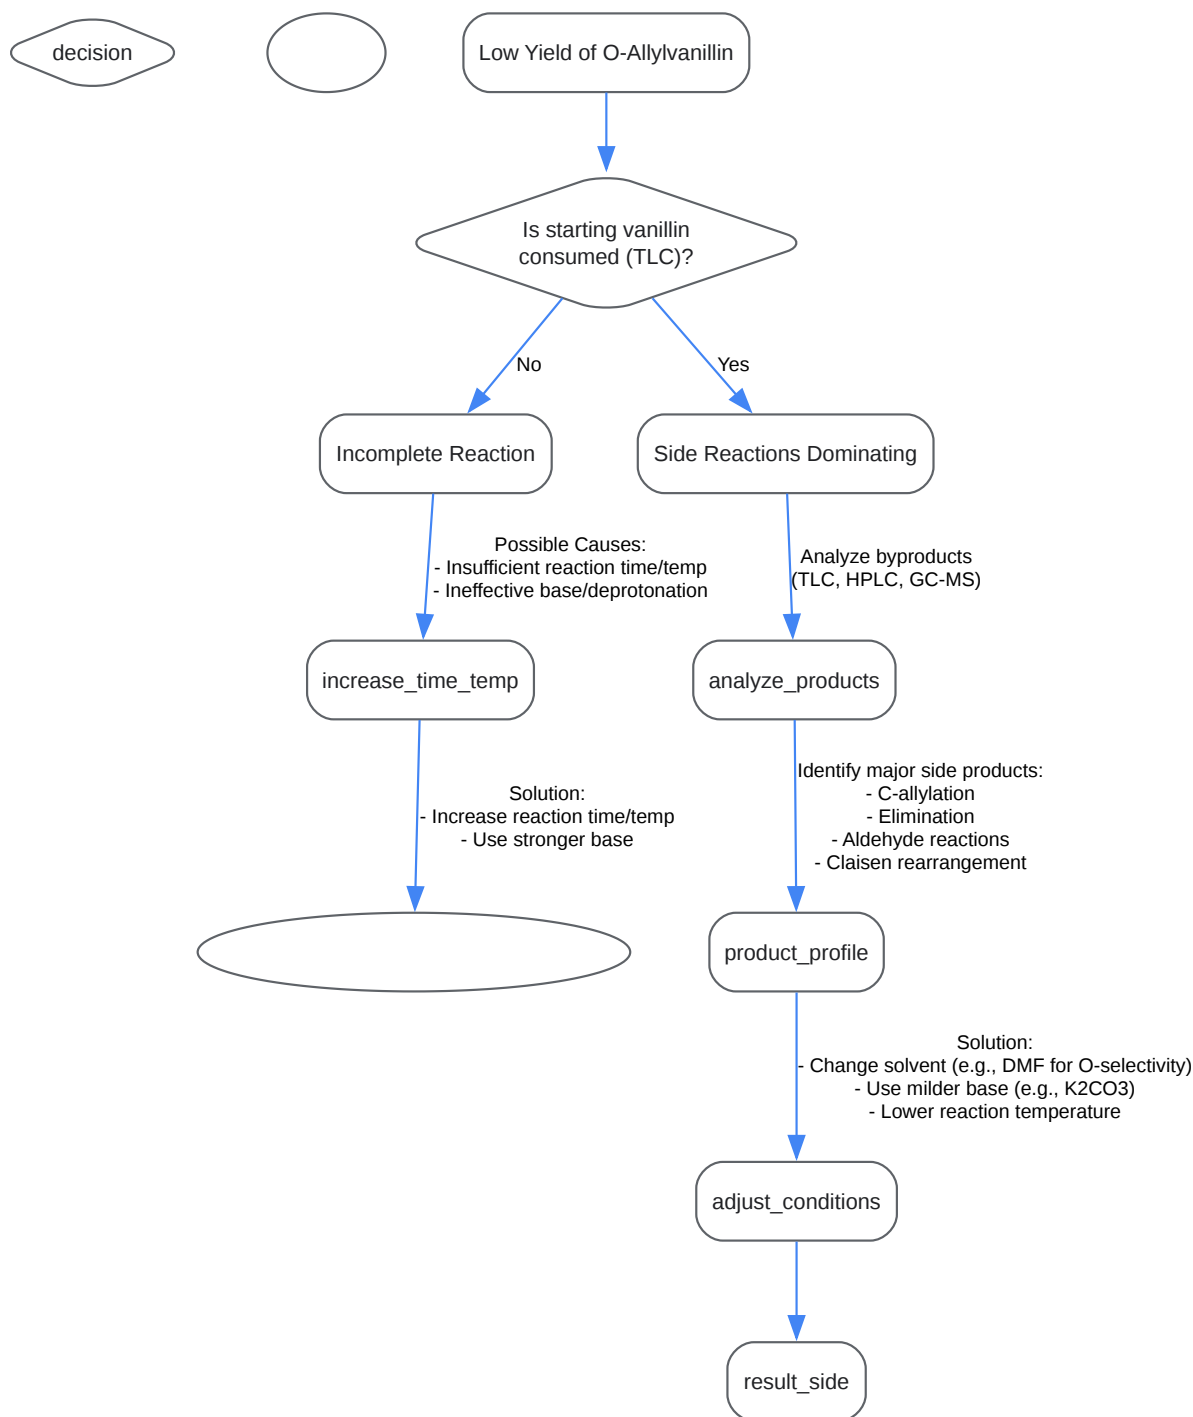 decision
Low Yield of O-Allylvanillin
Is starting vanillin
consumed (TLC)?
No
Yes
Incomplete Reaction
Side Reactions Dominating
Possible Causes:
- Insufficient reaction time/temp
- Ineffective base/deprotonation
Analyze byproducts
(TLC, HPLC, GC-MS)
increase_time_temp
analyze_products
Solution:
- Increase reaction time/temp
- Use stronger base
Identify major side products:
- C-allylation
- Elimination
- Aldehyde reactions
- Claisen rearrangement
product_profile
Solution:
- Change solvent (e.g., DMF for O-selectivity)
- Use milder base (e.g., K2CO3)
- Lower reaction temperature
adjust_conditions
result_side